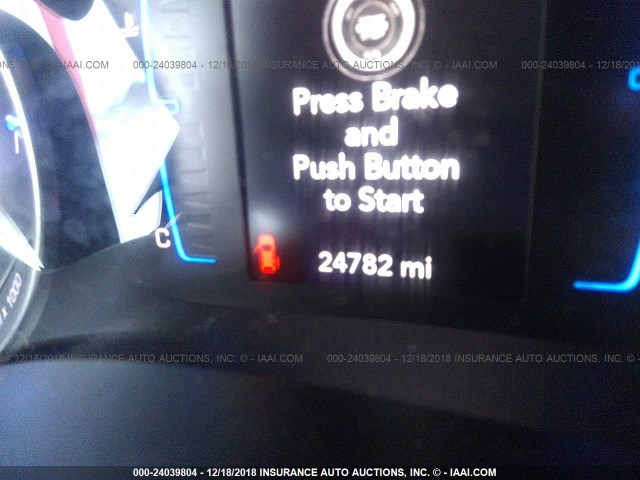 000-24039804 - 12/18/2018 INSURANCE AUTO AUCTIONS, INC. © - IAAI.COM
Press Brake
and
Push Button
to Start
C
24782 mi
x 1000
000-24039804 - 12/18/2018 INSURANCE AUTO AUCTIONS, INC. © - IAAI.COM
000-24039804 - 12/18/2018 INSURANCE AUTO AUCTIONS, INC. © - IAAI.COM